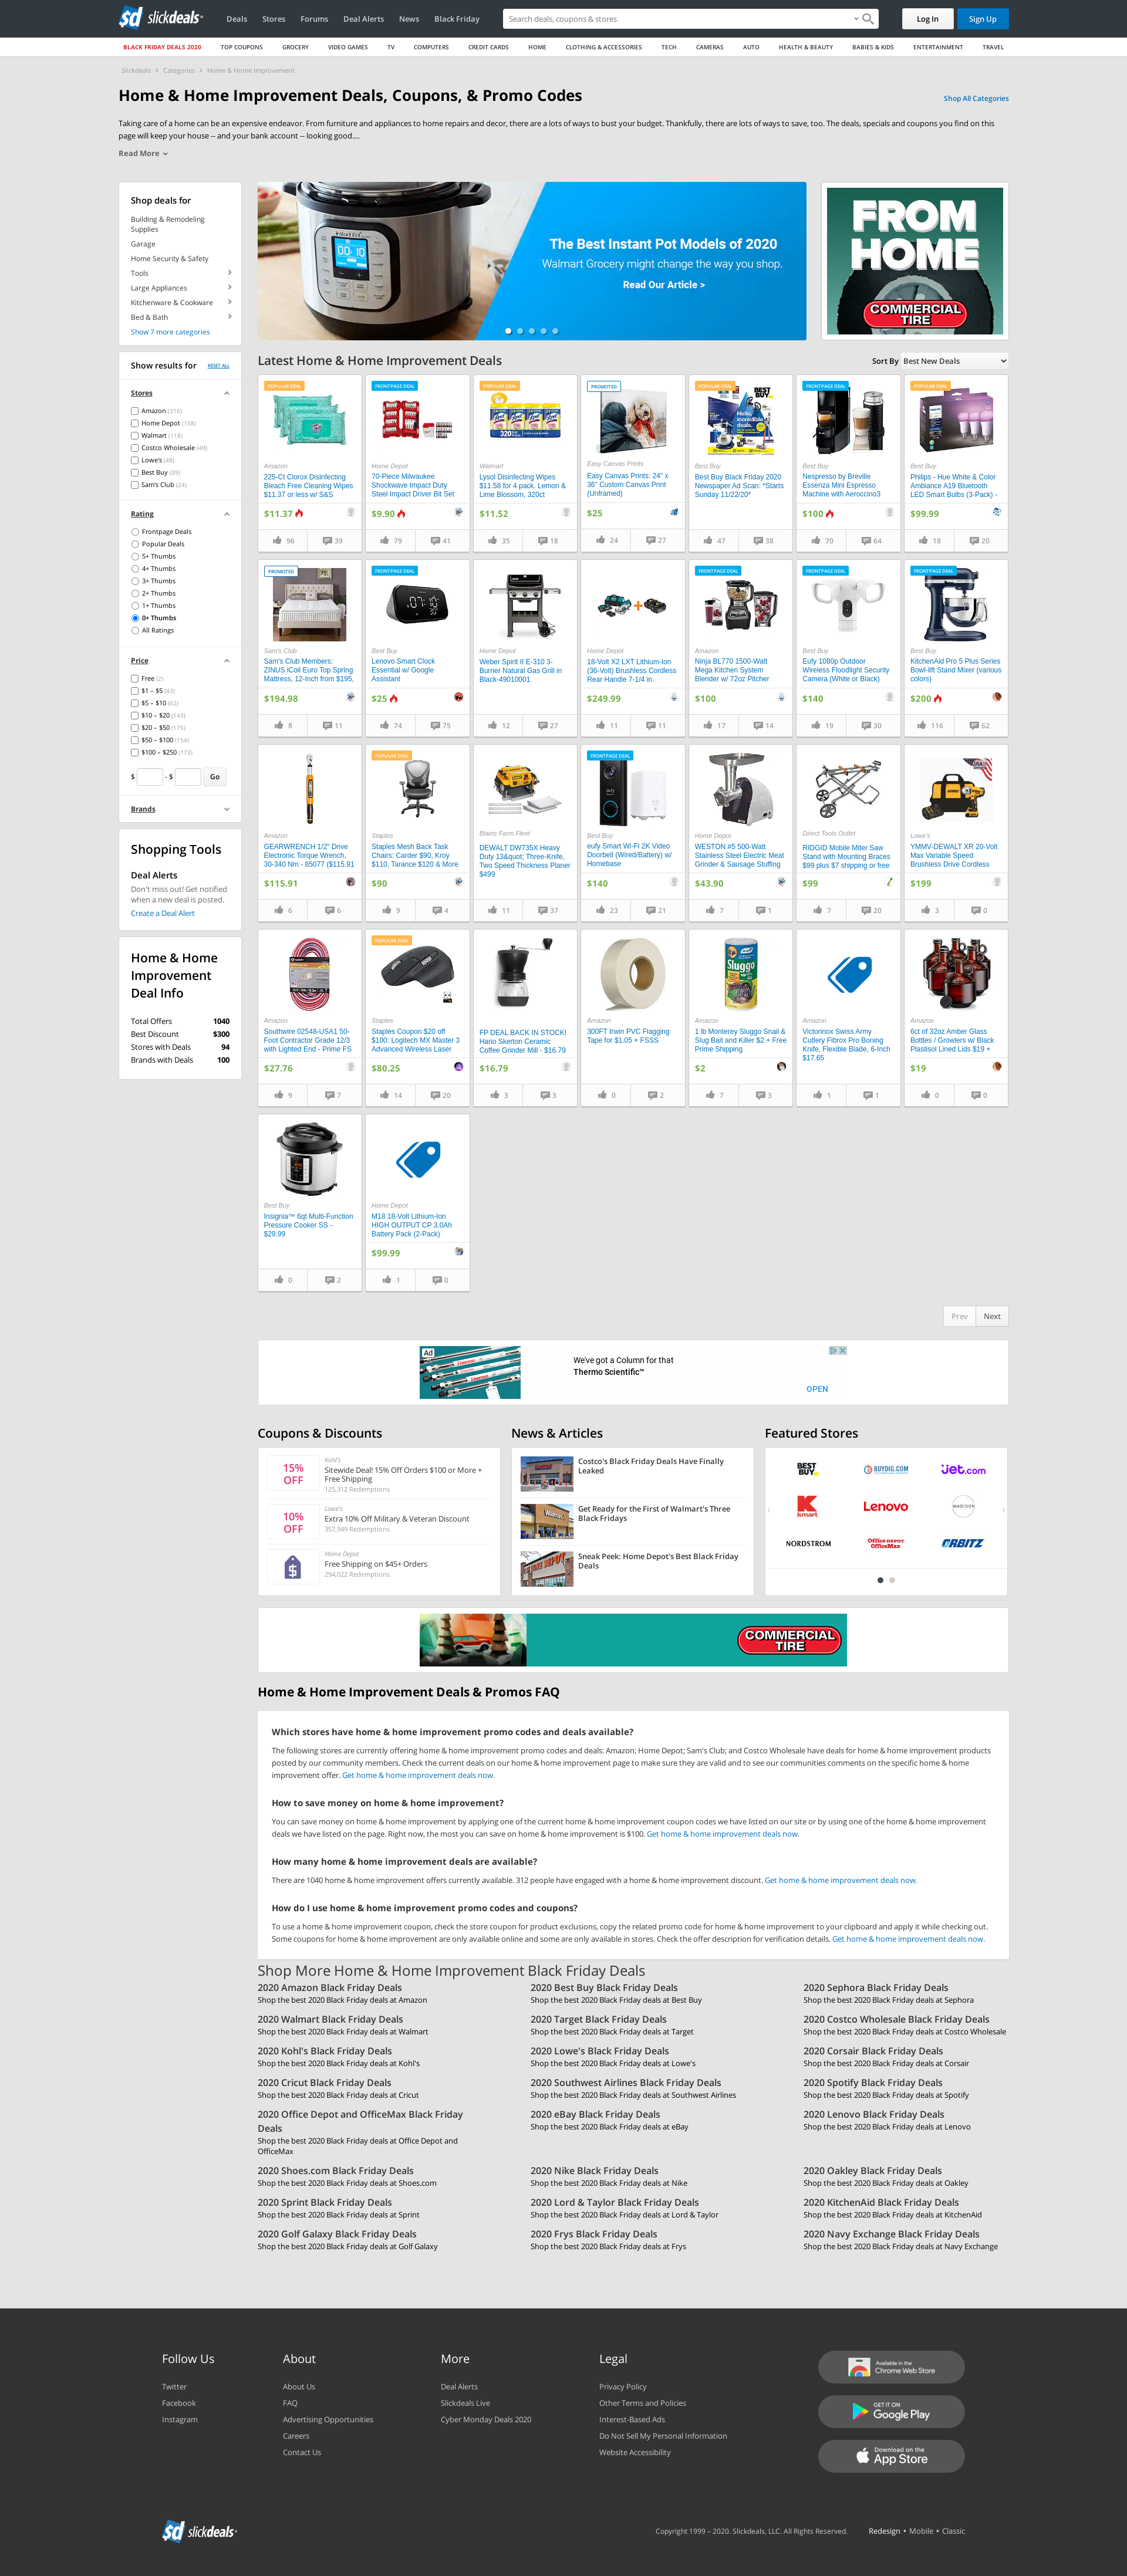 sd slickdeals
Deals
Stores
Forums
Deal Alerts
News
Black Friday
Search deals, coupons & stores
Log In
Sign Up
BLACK FRIDAY DEALS 2020
TOP COUPONS
GROCERY
VIDEO GAMES
TV
COMPUTERS
CREDIT CARDS
HOME
CLOTHING & ACCESSORIES
TECH
CAMERAS
AUTO
HEALTH & BEAUTY
BABIES & KIDS
ENTERTAINMENT
TRAVEL
Slickdeals › Categories › Home & Home Improvement
Home & Home Improvement Deals, Coupons, & Promo Codes
Shop All Categories
Taking care of a home can be an expensive endeavor. From furniture and appliances to home repairs and decor, there are a lots of ways to bust your budget. Thankfully, there are lots of ways to save, too. The deals, specials and coupons you find on this
page will keep your house -- and your bank account -- looking good....
Read More
Shop deals for
Building & Remodeling
Supplies
Garage
Home Security & Safety
Tools
Large Appliances
Kitchenware & Cookware
Bed & Bath
Show 7 more categories
The Best Instant Pot Models of 2020
Walmart Grocery might change the way you shop.
Read Our Article >
FROM
HOME
COMMERCIAL
TIRE
Show results for
RESET ALL
Stores
Amazon (316)
Home Depot (158)
Walmart (118)
Costco Wholesale (49)
Lowe's (48)
Best Buy (39)
Sam's Club (24)
Rating
Frontpage Deals
Popular Deals
5+ Thumbs
4+ Thumbs
3+ Thumbs
2+ Thumbs
1+ Thumbs
0+ Thumbs
All Ratings
Price
Free (2)
$1 – $5 (43)
$5 – $10 (62)
$10 – $20 (143)
$20 – $50 (175)
$50 – $100 (154)
$100 – $250 (173)
$ - $ Go
Brands
Shopping Tools
Deal Alerts
Don't miss out! Get notified
when a new deal is posted.
Create a Deal Alert
Home & Home
Improvement
Deal Info
Total Offers 1040
Best Discount $300
Stores with Deals 94
Brands with Deals 100
Latest Home & Home Improvement Deals
Sort By Best New Deals
POPULAR DEAL
Amazon
225-Ct Clorox Disinfecting
Bleach Free Cleaning Wipes
$11.37 or less w/ S&S
$11.37
96 39
FRONTPAGE DEAL
Home Depot
70-Piece Milwaukee
Shockwave Impact Duty
Steel Impact Driver Bit Set
$9.90
79 41
POPULAR DEAL
320
Walmart
Lysol Disinfecting Wipes
$11.58 for 4 pack. Lemon &
Lime Blossom, 320ct
$11.52
35 18
PROMOTED
Easy Canvas Prints
Easy Canvas Prints: 24" x
36" Custom Canvas Print
(Unframed)
$25
24 27
POPULAR DEAL
BEST BUY
Hello, incredible deals.
Best Buy
Best Buy Black Friday 2020
Newspaper Ad Scan: *Starts
Sunday 11/22/20*
47 38
FRONTPAGE DEAL
Best Buy
Nespresso by Breville
Essenza Mini Espresso
Machine with Aeroccino3
$100
70 64
POPULAR DEAL
Best Buy
Philips - Hue White & Color
Ambiance A19 Bluetooth
LED Smart Bulbs (3-Pack) -
$99.99
18 20
PROMOTED
Sam's Club
Sam's Club Members:
ZINUS iCoil Euro Top Spring
Mattress, 12-Inch from $195,
$194.98
8 11
FRONTPAGE DEAL
Best Buy
Lenovo Smart Clock
Essential w/ Google
Assistant
$25
74 75
Home Depot
Weber Spirit II E-310 3-
Burner Natural Gas Grill in
Black-49010001
12 27
Home Depot
18-Volt X2 LXT Lithium-Ion
(36-Volt) Brushless Cordless
Rear Handle 7-1/4 in.
$249.99
11 11
FRONTPAGE DEAL
Amazon
Ninja BL770 1500-Watt
Mega Kitchen System
Blender w/ 72oz Pitcher
$100
17 14
FRONTPAGE DEAL
Best Buy
Eufy 1080p Outdoor
Wireless Floodlight Security
Camera (White or Black)
$140
19 30
FRONTPAGE DEAL
Best Buy
KitchenAid Pro 5 Plus Series
Bowl-lift Stand Mixer (various
colors)
$200
116 62
Amazon
GEARWRENCH 1/2" Drive
Electronic Torque Wrench,
30-340 Nm - 85077 ($115.91
$115.91
6 6
POPULAR DEAL
Staples
Staples Mesh Back Task
Chairs: Carder $90, Kroy
$110, Tarance $120 & More
$90
9 4
Blains Farm Fleet
DEWALT DW735X Heavy
Duty 13&quot; Three-Knife,
Two Speed Thickness Planer
$499
11 37
FRONTPAGE DEAL
Best Buy
eufy Smart Wi-Fi 2K Video
Doorbell (Wired/Battery) w/
Homebase
$140
23 21
Home Depot
WESTON #5 500-Watt
Stainless Steel Electric Meat
Grinder & Sausage Stuffing
$43.90
7 1
Direct Tools Outlet
RIDGID Mobile Miter Saw
Stand with Mounting Braces
$99 plus $7 shipping or free
$99
7 20
Lowe's
YMMV-DEWALT XR 20-Volt
Max Variable Speed
Brushless Drive Cordless
$199
3 0
Amazon
Southwire 02548-USA1 50-
Foot Contractor Grade 12/3
with Lighted End - Prime FS
$27.76
9 7
POPULAR DEAL
Staples
Staples Coupon $20 off
$100: Logitech MX Master 3
Advanced Wireless Laser
$80.25
14 20
FP DEAL BACK IN STOCK!
Hario Skerton Ceramic
Coffee Grinder Mill - $16.79
$16.79
3 3
Amazon
300FT Irwin PVC Flagging
Tape for $1.05 + FSSS
0 2
Sluggo
Amazon
1 lb Monterey Sluggo Snail &
Slug Bait and Killer $2 + Free
Prime Shipping
$2
7 3
Amazon
Victorinox Swiss Army
Cutlery Fibrox Pro Boning
Knife, Flexible Blade, 6-Inch
$17.65
1 1
Amazon
6ct of 32oz Amber Glass
Bottles / Growlers w/ Black
Plastisol Lined Lids $19 +
$19
0 0
Best Buy
Insignia™ 6qt Multi-Function
Pressure Cooker SS -
$29.99
0 2
Home Depot
M18 18-Volt Lithium-Ion
HIGH OUTPUT CP 3.0Ah
Battery Pack (2-Pack)
$99.99
1 0
Prev Next
Ad
We've got a Column for that
Thermo Scientific™
OPEN
Coupons & Discounts
15%
OFF
Kohl's
Sitewide Deal! 15% Off Orders $100 or More +
Free Shipping
125,312 Redemptions
10%
OFF
Lowe's
Extra 10% Off Military & Veteran Discount
357,949 Redemptions
Home Depot
Free Shipping on $45+ Orders
294,022 Redemptions
News & Articles
Costco's Black Friday Deals Have Finally
Leaked
Get Ready for the First of Walmart's Three
Black Fridays
Sneak Peek: Home Depot's Best Black Friday
Deals
Featured Stores
BEST BUY
BUYDIG.COM
Jet.com
kmart
Lenovo
MADISON
NORDSTROM
Office DEPOT OfficeMax
ORBITZ
COMMERCIAL
TIRE
Home & Home Improvement Deals & Promos FAQ
Which stores have home & home improvement promo codes and deals available?
The following stores are currently offering home & home improvement promo codes and deals: Amazon; Home Depot; Sam's Club; and Costco Wholesale have deals for home & home improvement products
posted by our community members. Check the current deals on our home & home improvement page to make sure they are valid and to see our communities comments on the specific home & home
improvement offer. Get home & home improvement deals now.
How to save money on home & home improvement?
You can save money on home & home improvement by applying one of the current home & home improvement coupon codes we have listed on our site or by using one of the home & home improvement
deals we have listed on the page. Right now, the most you can save on home & home improvement is $100. Get home & home improvement deals now.
How many home & home improvement deals are available?
There are 1040 home & home improvement offers currently available. 312 people have engaged with a home & home improvement discount. Get home & home improvement deals now.
How do I use home & home improvement promo codes and coupons?
To use a home & home improvement coupon, check the store coupon for product exclusions, copy the related promo code for home & home improvement to your clipboard and apply it while checking out.
Some coupons for home & home improvement are only available online and some are only available in stores. Check the offer description for verification details. Get home & home improvement deals now.
Shop More Home & Home Improvement Black Friday Deals
2020 Amazon Black Friday Deals
Shop the best 2020 Black Friday deals at Amazon
2020 Best Buy Black Friday Deals
Shop the best 2020 Black Friday deals at Best Buy
2020 Sephora Black Friday Deals
Shop the best 2020 Black Friday deals at Sephora
2020 Walmart Black Friday Deals
Shop the best 2020 Black Friday deals at Walmart
2020 Target Black Friday Deals
Shop the best 2020 Black Friday deals at Target
2020 Costco Wholesale Black Friday Deals
Shop the best 2020 Black Friday deals at Costco Wholesale
2020 Kohl's Black Friday Deals
Shop the best 2020 Black Friday deals at Kohl's
2020 Lowe's Black Friday Deals
Shop the best 2020 Black Friday deals at Lowe's
2020 Corsair Black Friday Deals
Shop the best 2020 Black Friday deals at Corsair
2020 Cricut Black Friday Deals
Shop the best 2020 Black Friday deals at Cricut
2020 Southwest Airlines Black Friday Deals
Shop the best 2020 Black Friday deals at Southwest Airlines
2020 Spotify Black Friday Deals
Shop the best 2020 Black Friday deals at Spotify
2020 Office Depot and OfficeMax Black Friday
Deals
Shop the best 2020 Black Friday deals at Office Depot and
OfficeMax
2020 eBay Black Friday Deals
Shop the best 2020 Black Friday deals at eBay
2020 Lenovo Black Friday Deals
Shop the best 2020 Black Friday deals at Lenovo
2020 Shoes.com Black Friday Deals
Shop the best 2020 Black Friday deals at Shoes.com
2020 Nike Black Friday Deals
Shop the best 2020 Black Friday deals at Nike
2020 Oakley Black Friday Deals
Shop the best 2020 Black Friday deals at Oakley
2020 Sprint Black Friday Deals
Shop the best 2020 Black Friday deals at Sprint
2020 Lord & Taylor Black Friday Deals
Shop the best 2020 Black Friday deals at Lord & Taylor
2020 KitchenAid Black Friday Deals
Shop the best 2020 Black Friday deals at KitchenAid
2020 Golf Galaxy Black Friday Deals
Shop the best 2020 Black Friday deals at Golf Galaxy
2020 Frys Black Friday Deals
Shop the best 2020 Black Friday deals at Frys
2020 Navy Exchange Black Friday Deals
Shop the best 2020 Black Friday deals at Navy Exchange
Follow Us
Twitter
Facebook
Instagram
About
About Us
FAQ
Advertising Opportunities
Careers
Contact Us
More
Deal Alerts
Slickdeals Live
Cyber Monday Deals 2020
Legal
Privacy Policy
Other Terms and Policies
Interest-Based Ads
Do Not Sell My Personal Information
Website Accessibility
Available in the
Chrome Web Store
GET IT ON
Google Play
Download on the
App Store
sd slickdeals
Copyright 1999 – 2020. Slickdeals, LLC. All Rights Reserved.
Redesign • Mobile • Classic